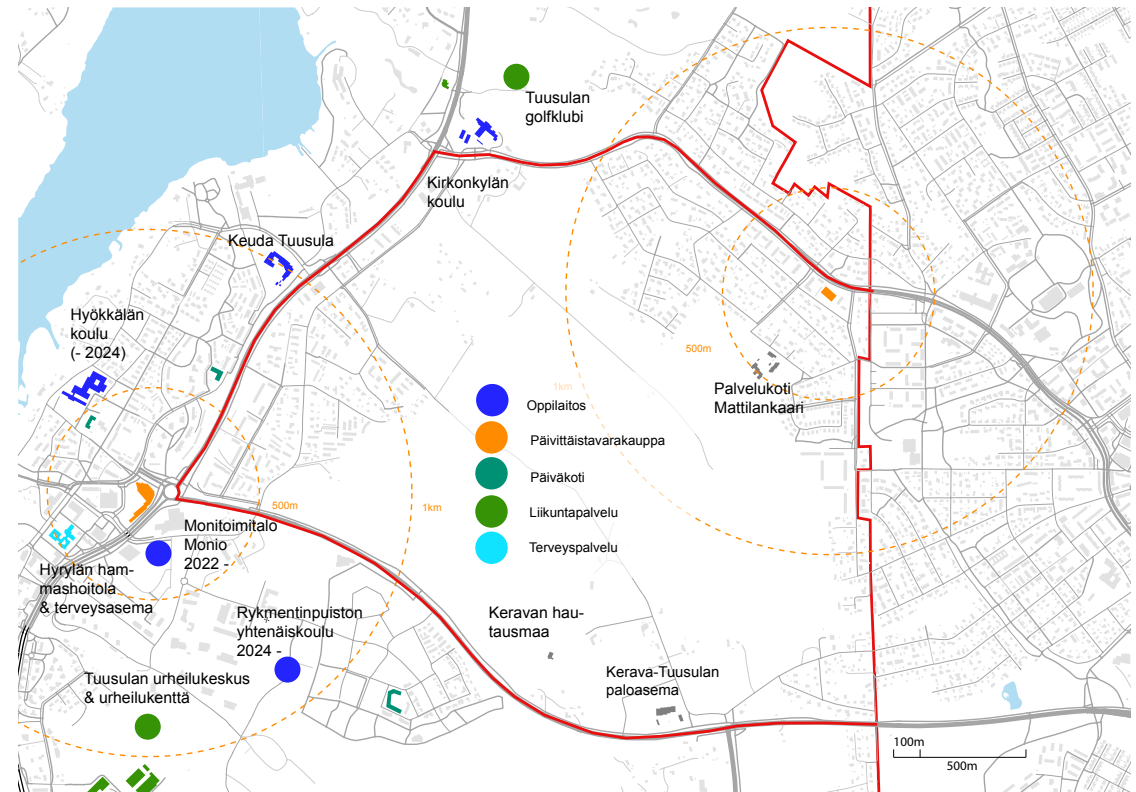 Tuusulan
golfklubi
Kirkonkylän
koulu
Keuda Tuusula
Hyökkälän
koulu
(- 2024)
500m
1km
Palvelukoti
Mattilankaari
Oppilaitos
Päivittäistavarakauppa
Päiväkoti
Liikuntapalvelu
Terveyspalvelu
500m
1km
Monitoimitalo
Monio
2022 -
Hyrylän ham-
mashoitola
& terveysasema
Rykmentinpuiston
yhtenäiskoulu
2024 -
Keravan hau-
tausmaa
Tuusulan urheilukeskus
& urheilukenttä
Kerava-Tuusulan
paloasema
100m
500m